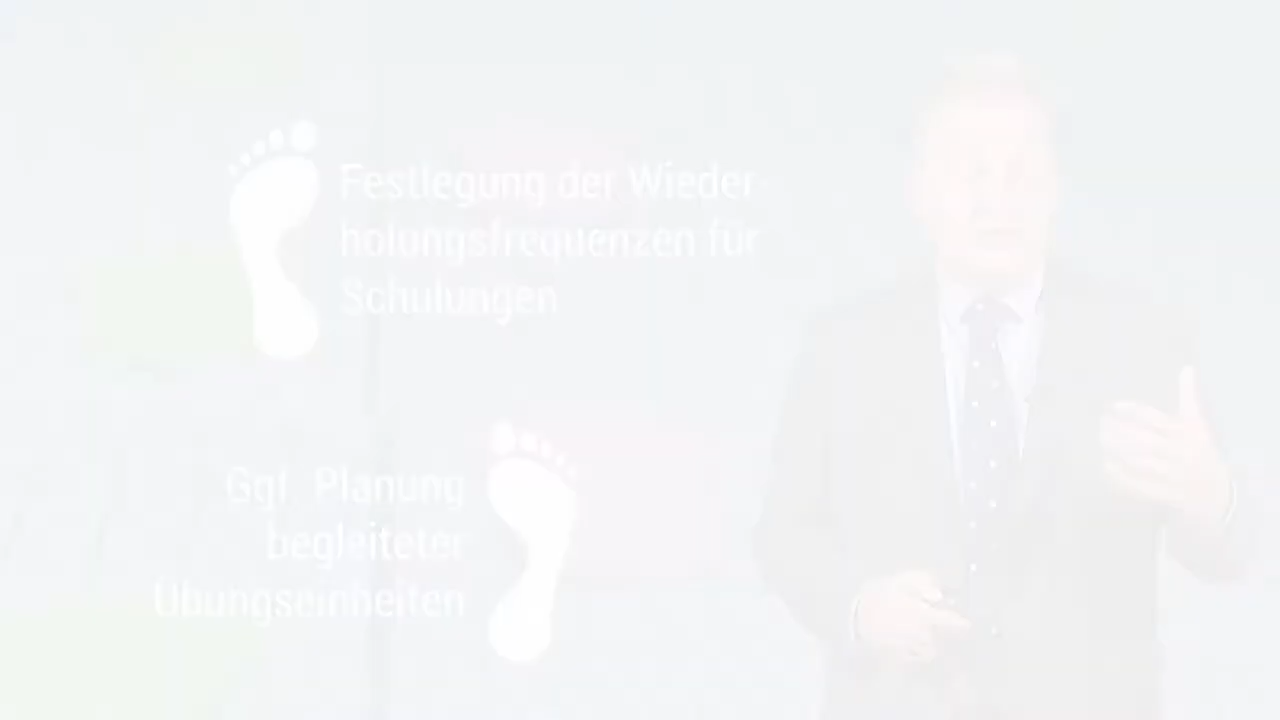 Festlegung der Wieder-
holungsfrequenzen für
Schulungen
Ggf. Planung
begleiteter
Übungseinheiten